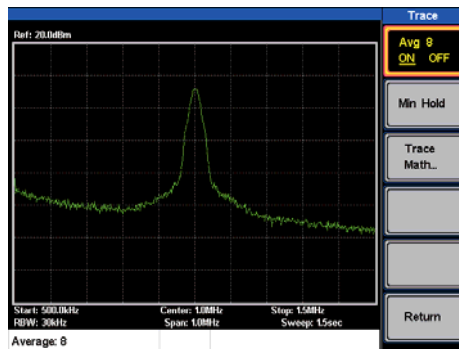 Trace
Ref: 20.0dBm
Avg 8
ON OFF
Min Hold
Trace
Math...
Start: 500.0kHz Center: 1.0MHz Stop: 1.5MHz
RBW: 30kHz Span: 1.0MHz Sweep: 1.5sec
Return
Average: 8